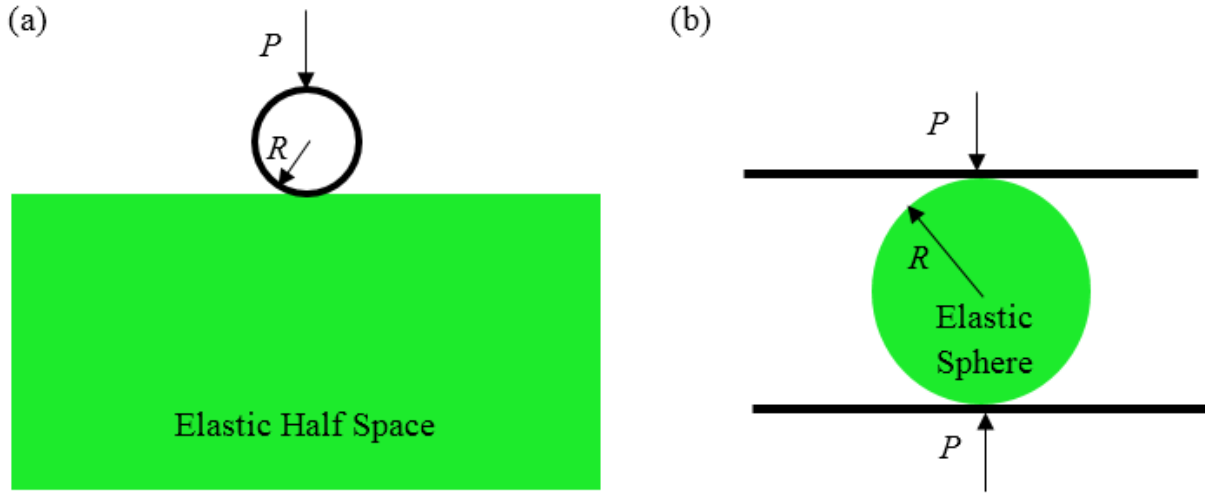 (a)
P
R
Elastic Half Space
(b)
P
R
Elastic
Sphere
P